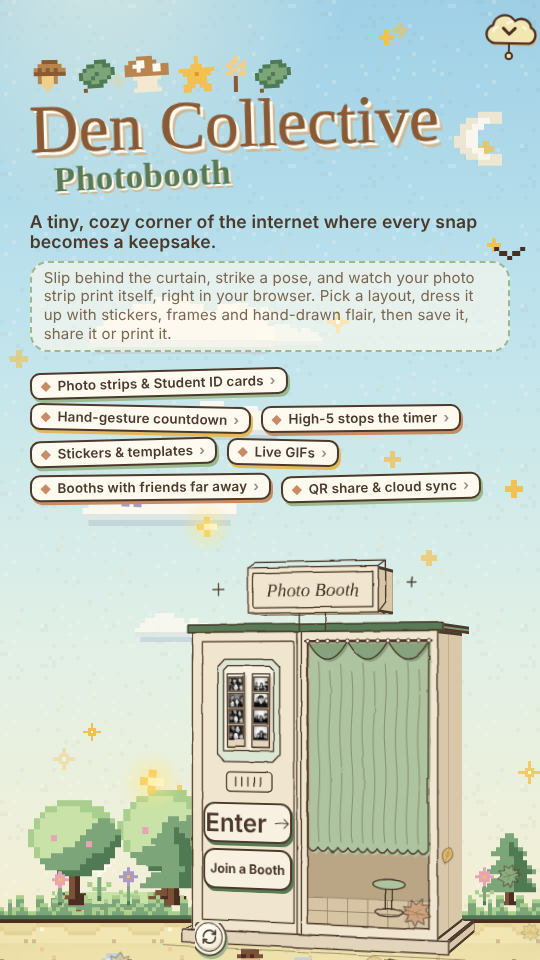 Den Collective
Photobooth
A tiny, cozy corner of the internet where every snap
becomes a keepsake.
Slip behind the curtain, strike a pose, and watch your photo
strip print itself, right in your browser. Pick a layout, dress it
up with stickers, frames and hand-drawn flair, then save it,
share it or print it.
Photo strips & Student ID cards ›
Hand-gesture countdown ›
High-5 stops the timer ›
Stickers & templates ›
Live GIFs ›
Booths with friends far away ›
QR share & cloud sync ›
Photo Booth
Enter →
Join a Booth